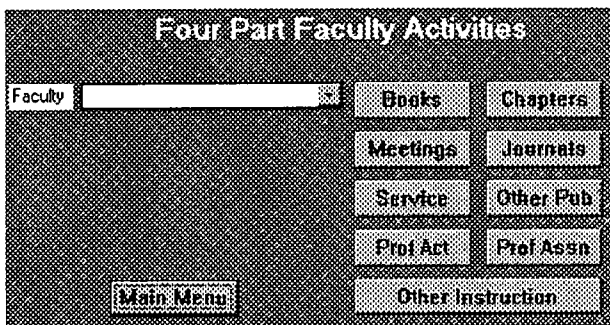 Four Part Faculty Activities
Faculty
Books Chapters
Meetings Journals
Service Other Pub
Prof Act Prof Assn
Main Menu Other Instruction